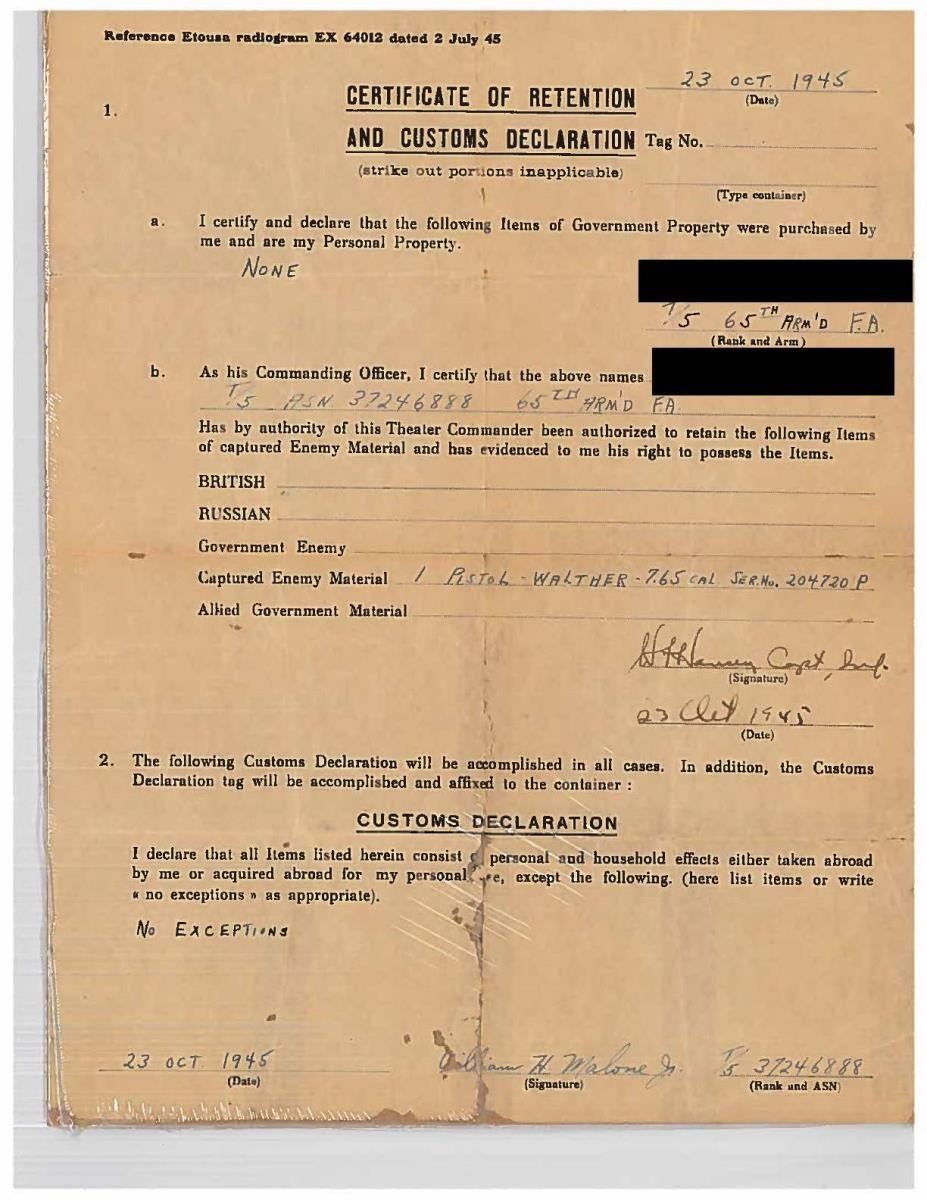 Reference Etousa radiogram EX 64012 dated 2 July 45
23 OCT. 1945
(Date)
1.
CERTIFICATE OF RETENTION
AND CUSTOMS DECLARATION
Tag No.
(strike out portions inapplicable)
(Type container)
a. I certify and declare that the following Items of Government Property were purchased by
me and are my Personal Property.
NONE
T/5 65TH ARM'D F.A.
(Rank and Arm)
b. As his Commanding Officer, I certify that the above names
T/5 ASN. 37246888 65TH ARM'D F.A.
Has by authority of this Theater Commander been authorized to retain the following Items
of captured Enemy Material and has evidenced to me his right to possess the Items.
BRITISH
RUSSIAN
Government Enemy
Captured Enemy Material 1 PISTOL - WALTHER - 7.65 CAL SER. No. 204720 P
Allied Government Material
Capt, Inf.
(Signature)
23 Oct 1945
(Date)
2. The following Customs Declaration will be accomplished in all cases. In addition, the Customs
Declaration tag will be accomplished and affixed to the container :
CUSTOMS DECLARATION
I declare that all Items listed herein consist personal and household effects either taken abroad
by me or acquired abroad for my personal, except the following. (here list items or write
« no exceptions » as appropriate).
No EXCEPTIONS
23 OCT 1945
William H. Malone Jr.
T/5 37246888
(Date)
(Signature)
(Rank and ASN)